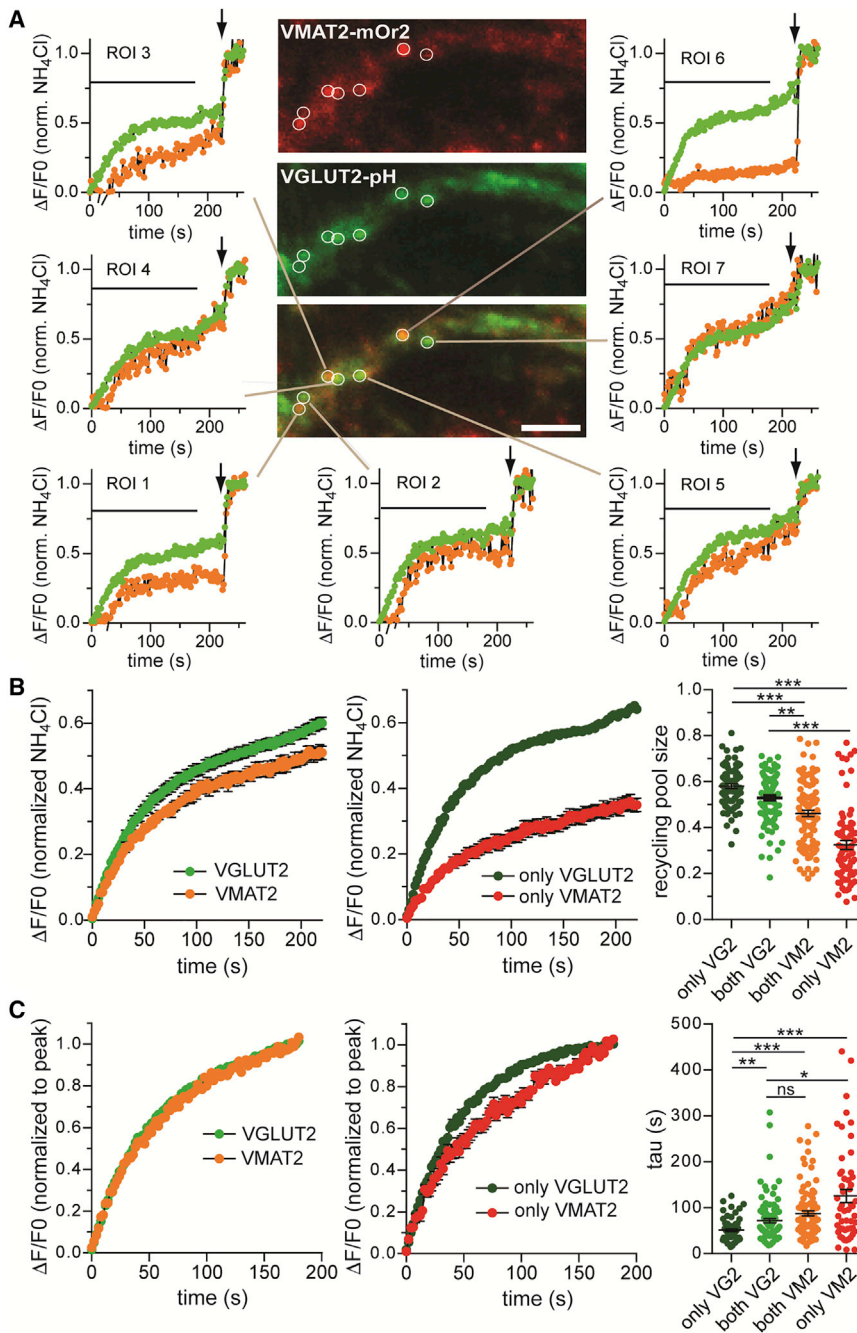 A
ΔF/F0 (norm. NH4Cl)
1.0
0.5
0.0
ROI 3
0
100
200
time (s)
VMAT2-mOr2
VGLUT2-pH
ΔF/F0 (norm. NH4Cl)
1.0
0.5
0.0
ROI 6
0
100
200
time (s)
ΔF/F0 (norm. NH4Cl)
1.0
0.5
0.0
ROI 4
0
100
200
time (s)
ΔF/F0 (norm. NH4Cl)
1.0
0.5
0.0
ROI 7
0
100
200
time (s)
ΔF/F0 (norm. NH4Cl)
1.0
0.5
0.0
ROI 1
0
100
200
time (s)
ΔF/F0 (norm. NH4Cl)
1.0
0.5
0.0
ROI 2
0
100
200
time (s)
ΔF/F0 (norm. NH4Cl)
1.0
0.5
0.0
ROI 5
0
100
200
time (s)
B
ΔF/F0 (normalized NH4Cl)
0.6
0.4
0.2
0.0
VGLUT2
VMAT2
0 50 100 150 200
time (s)
ΔF/F0 (normalized NH4Cl)
0.6
0.4
0.2
0.0
only VGLUT2
only VMAT2
0 50 100 150 200
time (s)
recycling pool size
1.0
0.8
0.6
0.4
0.2
0
***
***
**
***
only VG2
both VG2
both VM2
only VM2
C
ΔF/F0 (normalized to peak)
1.0
0.8
0.6
0.4
0.2
0.0
VGLUT2
VMAT2
0 50 100 150 200
time (s)
ΔF/F0 (normalized to peak)
1.0
0.8
0.6
0.4
0.2
0.0
only VGLUT2
only VMAT2
0 50 100 150 200
time (s)
tau (s)
500
400
300
200
100
0
***
***
**
*
ns
only VG2
both VG2
both VM2
only VM2